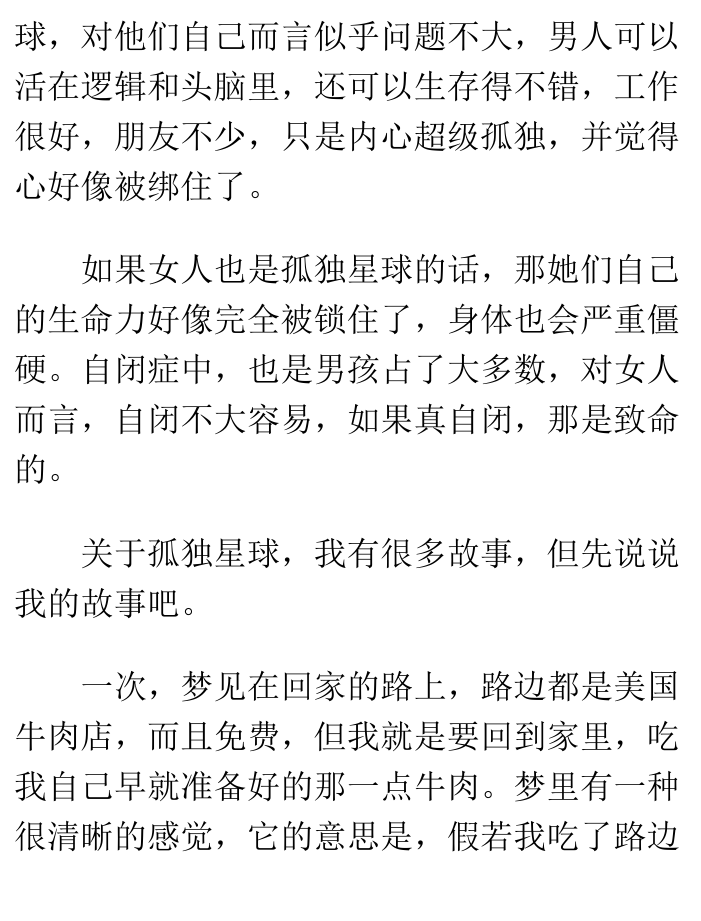 球，对他们自己而言似乎问题不大，男人可以
活在逻辑和头脑里，还可以生存得不错，工作
很好，朋友不少，只是内心超级孤独，并觉得
心好像被绑住了。
如果女人也是孤独星球的话，那她们自己
的生命力好像完全被锁住了，身体也会严重僵
硬。自闭症中，也是男孩占了大多数，对女人
而言，自闭不大容易，如果真自闭，那是致命
的。
关于孤独星球，我有很多故事，但先说说
我的故事吧。
一次，梦见在回家的路上，路边都是美国
牛肉店，而且免费，但我就是要回到家里，吃
我自己早就准备好的那一点牛肉。梦里有一种
很清晰的感觉，它的意思是，假若我吃了路边